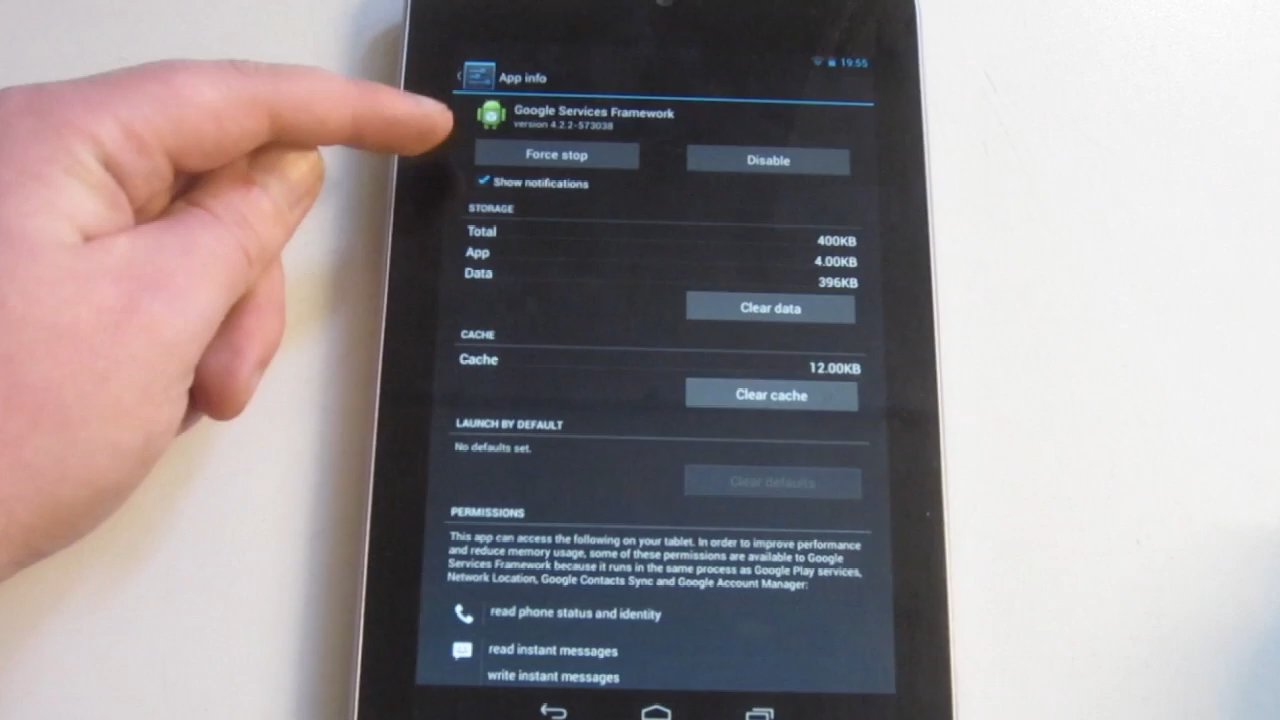 19:55
App info
Google Services Framework
version 4.2.2-573038
Force stop
Disable
Show notifications
STORAGE
Total 400KB
App 4.00KB
Data 396KB
Clear data
CACHE
Cache 12.00KB
Clear cache
LAUNCH BY DEFAULT
No defaults set.
Clear defaults
PERMISSIONS
This app can access the following on your tablet. In order to improve performance
and reduce memory usage, some of these permissions are available to Google
Services Framework because it runs in the same process as Google Play services,
Network Location, Google Contacts Sync and Google Account Manager:
read phone status and identity
read instant messages
write instant messages